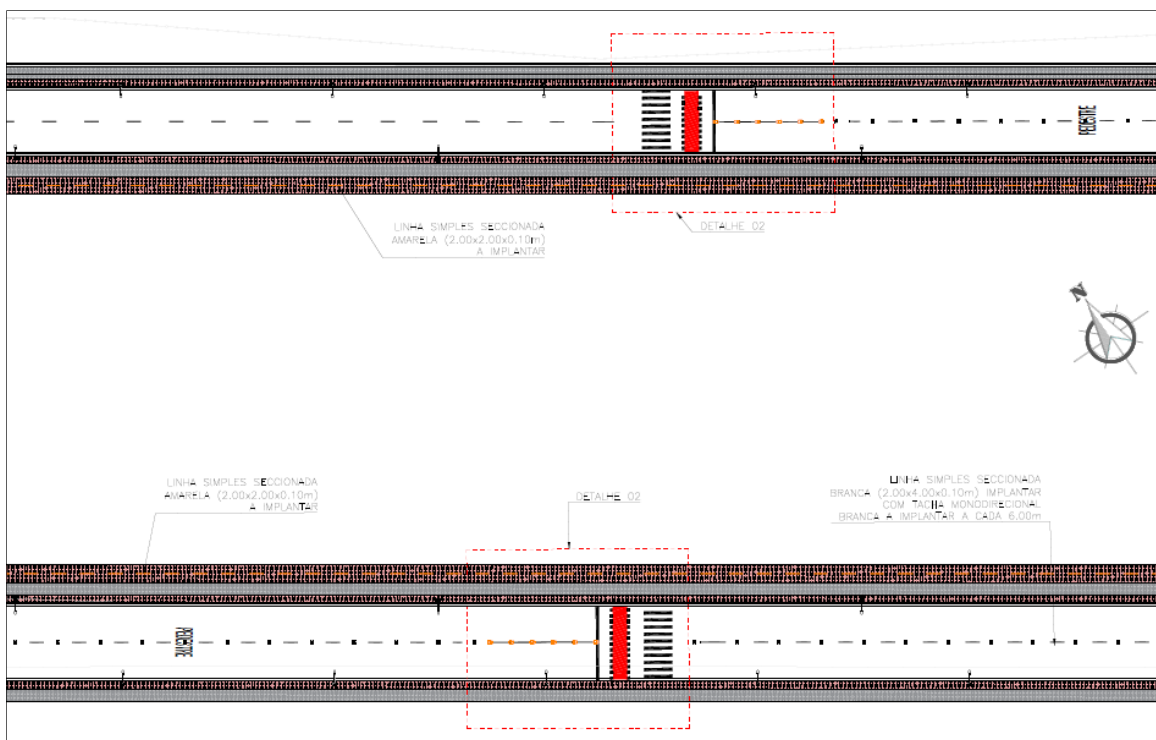 PEDESTRE
LINHA SIMPLES SECCIONADA
AMARELA (2.00x2.00x0.10m)
A IMPLANTAR
DETALHE 02
N
LINHA SIMPLES SECCIONADA
AMARELA (2.00x2.00x0.10m)
A IMPLANTAR
DETALHE 02
LINHA SIMPLES SECCIONADA
BRANCA (2.00x4.00x0.10m) IMPLANTAR
COM TACHA MONODIRECIONAL
BRANCA A IMPLANTAR A CADA 6.00m
PEDESTRE